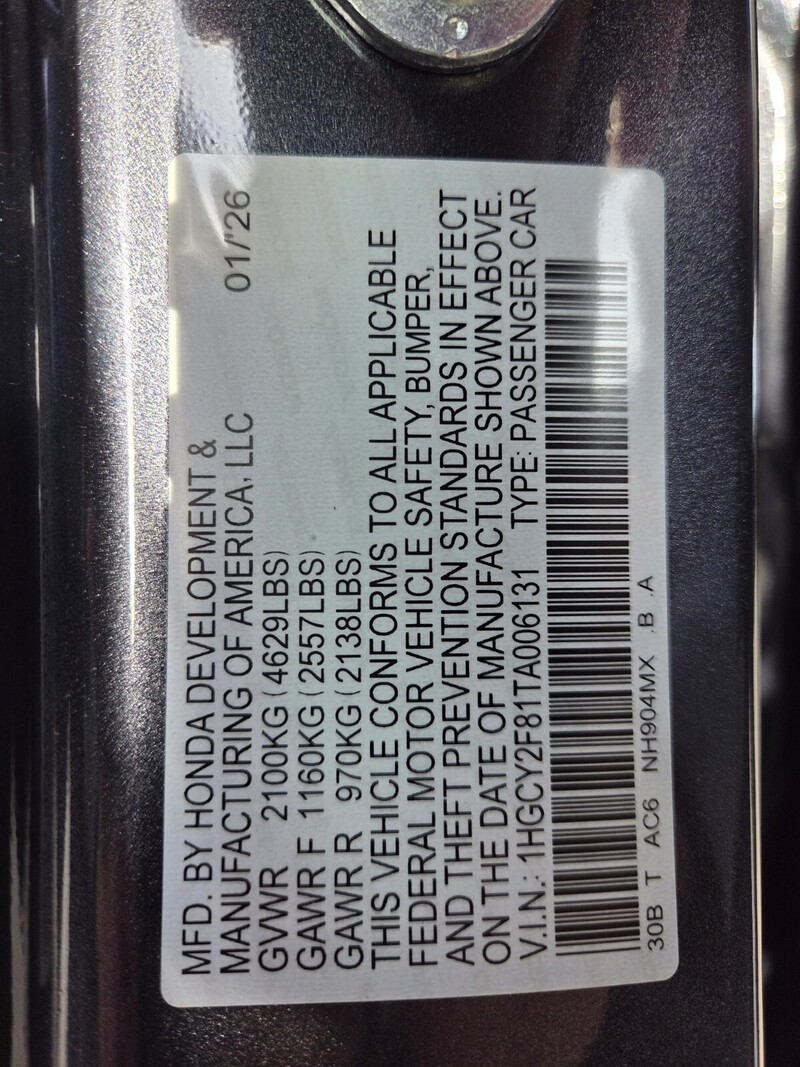 MFD. BY HONDA DEVELOPMENT &
MANUFACTURING OF AMERICA, LLC 01/'26
GVWR 2100KG (4629LBS)
GAWR F 1160KG (2557LBS)
GAWR R 970KG (2138LBS)
THIS VEHICLE CONFORMS TO ALL APPLICABLE
FEDERAL MOTOR VEHICLE SAFETY, BUMPER,
AND THEFT PREVENTION STANDARDS IN EFFECT
ON THE DATE OF MANUFACTURE SHOWN ABOVE.
V.I.N.: 1HGCY2F81TA006131 TYPE: PASSENGER CAR
30B T AC6 NH904MX B A